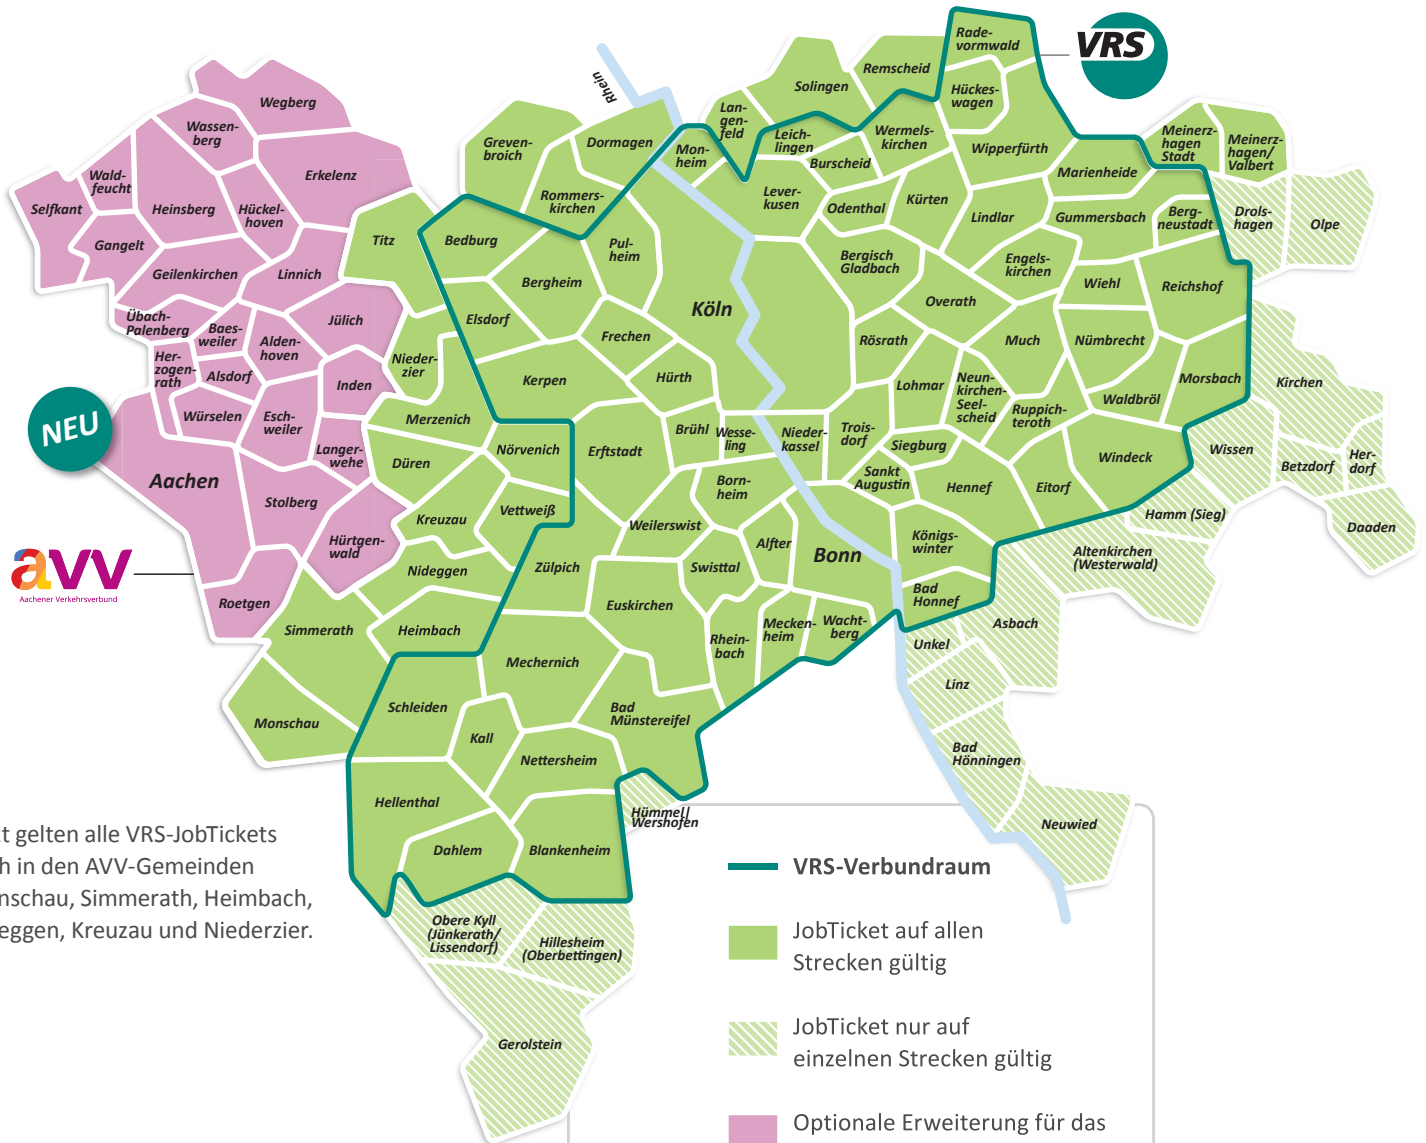 Rade-
vormwald
VRS
Rhein
Solingen
Remscheid
Hückes-
wagen
Wegberg
Wassen-
berg
Lan-
gen-
feld
Leich-
lingen
Wermels-
kirchen
Wipperfürth
Meinerz-
hagen
Stadt
Meinerz-
hagen/
Valbert
Greven-
broich
Dormagen
Mon-
heim
Burscheid
Marienheide
Wald-
feucht
Erkelenz
Rommers-
kirchen
Lever-
kusen
Odenthal
Kürten
Lindlar
Gummersbach
Berg-
neustadt
Drols-
hagen
Olpe
Selfkant
Heinsberg
Hückel-
hoven
Titz
Bedburg
Pul-
heim
Gangelt
Geilenkirchen
Linnich
Bergheim
Bergisch
Gladbach
Engels-
kirchen
Wiehl
Reichshof
Köln
Overath
Übach-
Palenberg
Baes-
weiler
Alden-
hoven
Jülich
Elsdorf
Frechen
Rösrath
Much
Nümbrecht
Her-
zogen-
rath
Alsdorf
Inden
Nieder-
zier
Kerpen
Hürth
Lohmar
Neun-
kirchen-
Seel-
scheid
Morsbach
Kirchen
Waldbröl
NEU
Würselen
Esch-
weiler
Merzenich
Ruppich-
teroth
Langer-
wehe
Düren
Nörvenich
Erftstadt
Brühl
Wesse-
ling
Nieder-
kassel
Trois-
dorf
Siegburg
Windeck
Wissen
Betzdorf
Her-
dorf
Aachen
Stolberg
Born-
heim
Sankt
Augustin
Hennef
Eitorf
Kreuzau
Vettweiß
Weilerswist
Hamm (Sieg)
Daaden
Hürtgen-
wald
Alfter
Bonn
Königs-
winter
Altenkirchen
(Westerwald)
avv
Aachener Verkehrsverbund
Nideggen
Zülpich
Swisttal
Roetgen
Euskirchen
Bad
Honnef
Simmerath
Heimbach
Rhein-
bach
Mecken-
heim
Wacht-
berg
Asbach
Unkel
Mechernich
Linz
Monschau
Schleiden
Kall
Bad
Münstereifel
Bad
Hönningen
Nettersheim
Hellenthal
Hümmel/
Wershofen
Neuwied
Dahlem
Blankenheim
t gelten alle VRS-JobTickets
h in den AVV-Gemeinden
nschau, Simmerath, Heimbach,
eggen, Kreuzau und Niederzier.
Obere Kyll
(Jünkerath/
Lissendorf)
Hillesheim
(Oberbettingen)
Gerolstein
VRS-Verbundraum
JobTicket auf allen
Strecken gültig
JobTicket nur auf
einzelnen Strecken gültig
Optionale Erweiterung für das